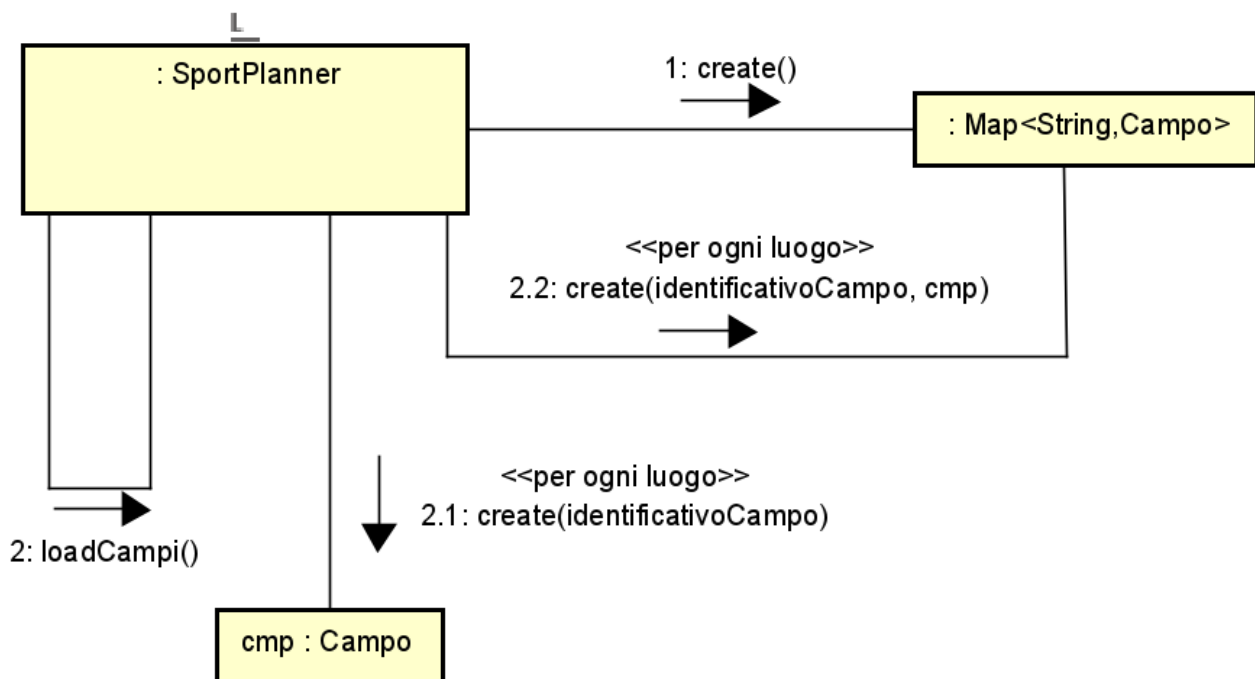 L
: SportPlanner
1: create()
: Map<String,Campo>
<<per ogni luogo>>
2.2: create(identificativoCampo, cmp)
<<per ogni luogo>>
2.1: create(identificativoCampo)
2: loadCampi()
cmp : Campo